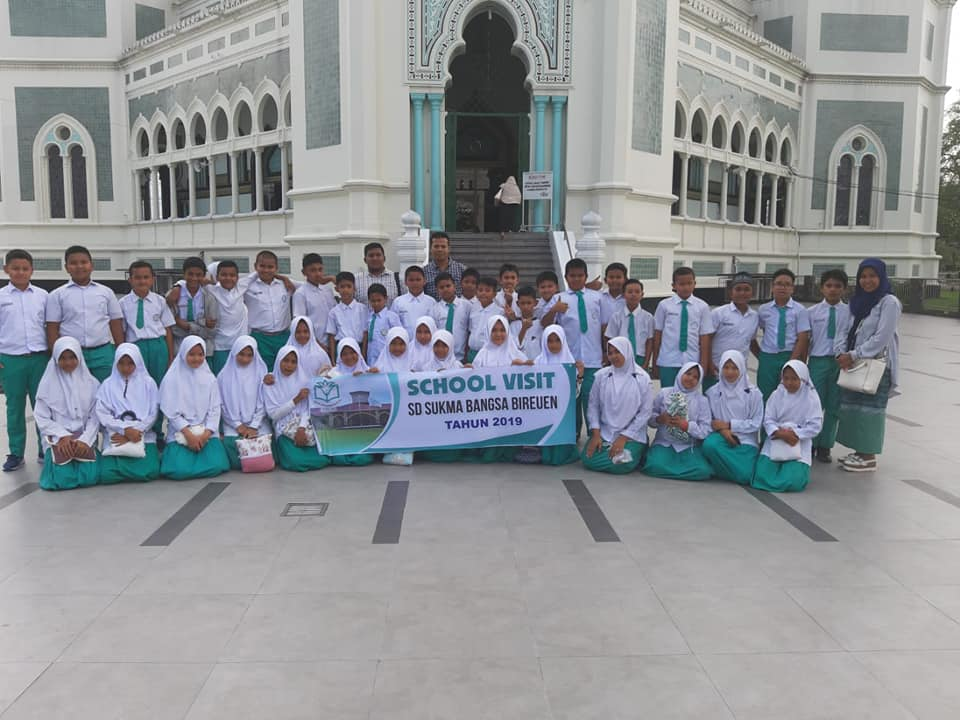 SCHOOL VISIT
SD SUKMA BANGSA BIREUEN
TAHUN 2019